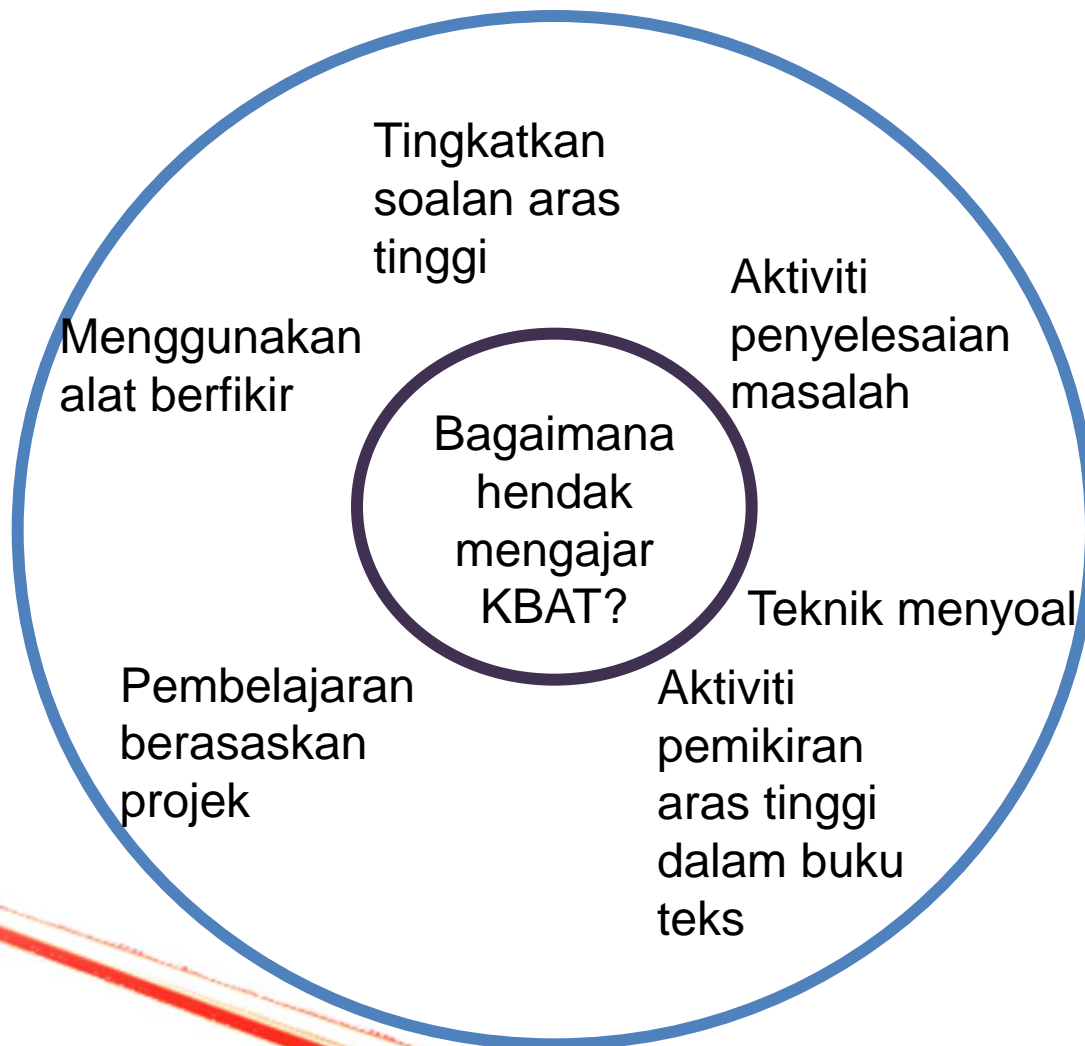 Tingkatkan
soalan aras
tinggi
Aktiviti
penyelesaian
masalah
Menggunakan
alat berfikir
Bagaimana
hendak
mengajar
KBAT?
Teknik menyoal
Pembelajaran
berasaskan
projek
Aktiviti
pemikiran
aras tinggi
dalam buku
teks